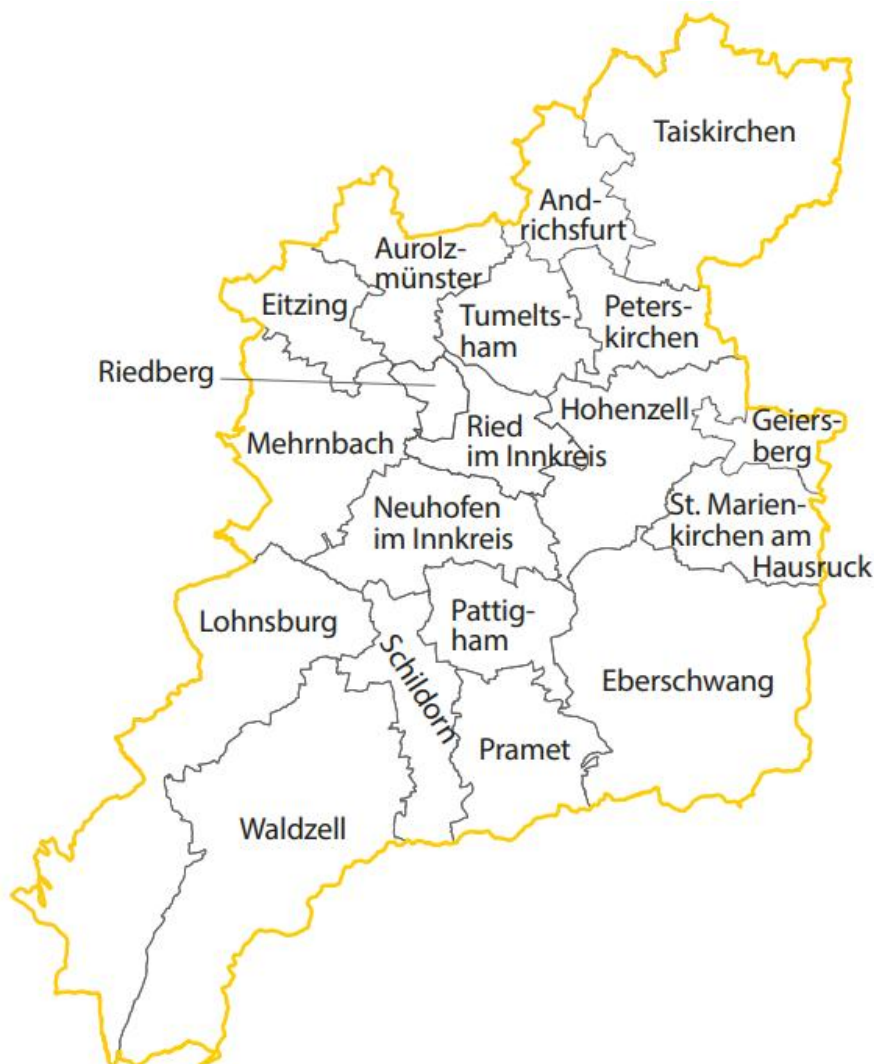 Taiskirchen
And-
richsfurt
Aurolz-
münster
Eitzing
Tumelts-
ham
Peters-
kirchen
Riedberg
Hohenzell
Geiers-
berg
Mehrnbach
Ried
im Innkreis
St. Marien-
kirchen am
Hausruck
Neuhofen
im Innkreis
Lohnsburg
Pattig-
ham
Schildorn
Eberschwang
Pramet
Waldzell